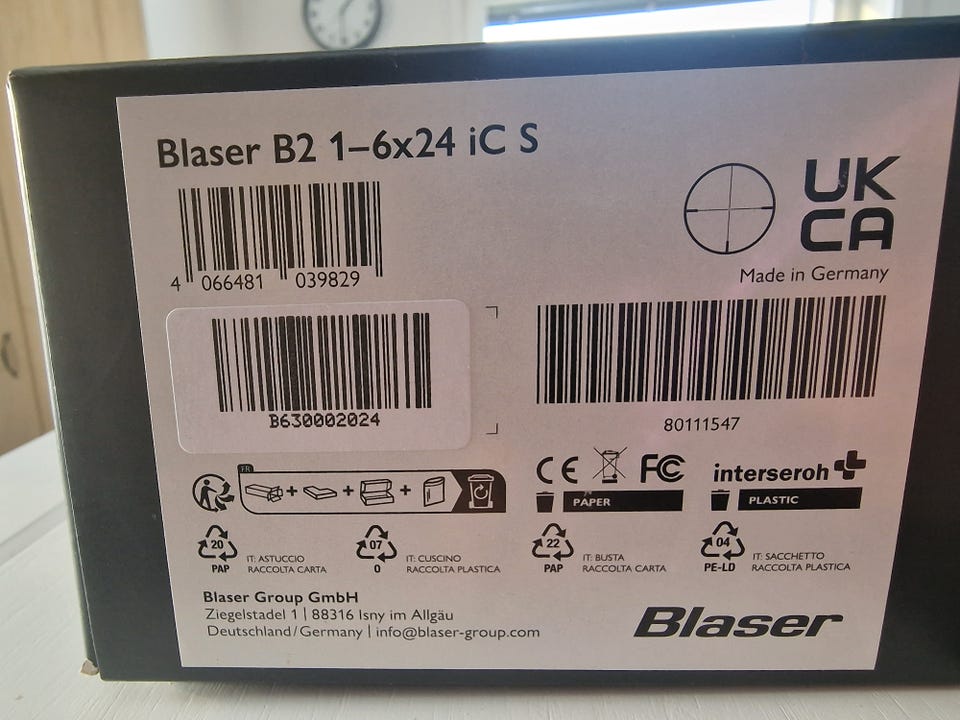 Blaser B2 1–6x24 iC S
4 066481 039829
UK
CA
Made in Germany
B630002024
80111547
FR
CE FC
interseroh
PAPER
PLASTIC
20
PAP
IT: ASTUCCIO
RACCOLTA CARTA
07
O
IT: CUSCINO
RACCOLTA PLASTICA
22
PAP
IT: BUSTA
RACCOLTA CARTA
04
PE-LD
IT: SACCHETTO
RACCOLTA PLASTICA
Blaser Group GmbH
Ziegelstadel 1 | 88316 Isny im Allgäu
Deutschland/Germany | info@blaser-group.com
Blaser